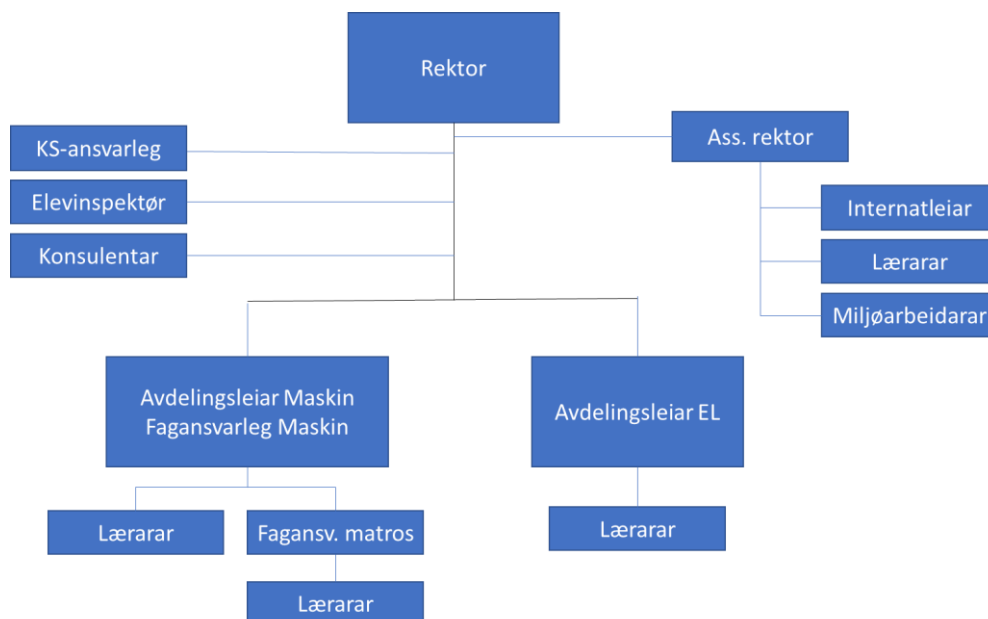 Rektor
KS-ansvarleg
Ass. rektor
Elevinspektør
Internatleiar
Konsulentar
Lærarar
Miljøarbeidarar
Avdelingsleiar Maskin
Fagansvarleg Maskin
Avdelingsleiar EL
Lærarar
Fagansv. matros
Lærarar
Lærarar